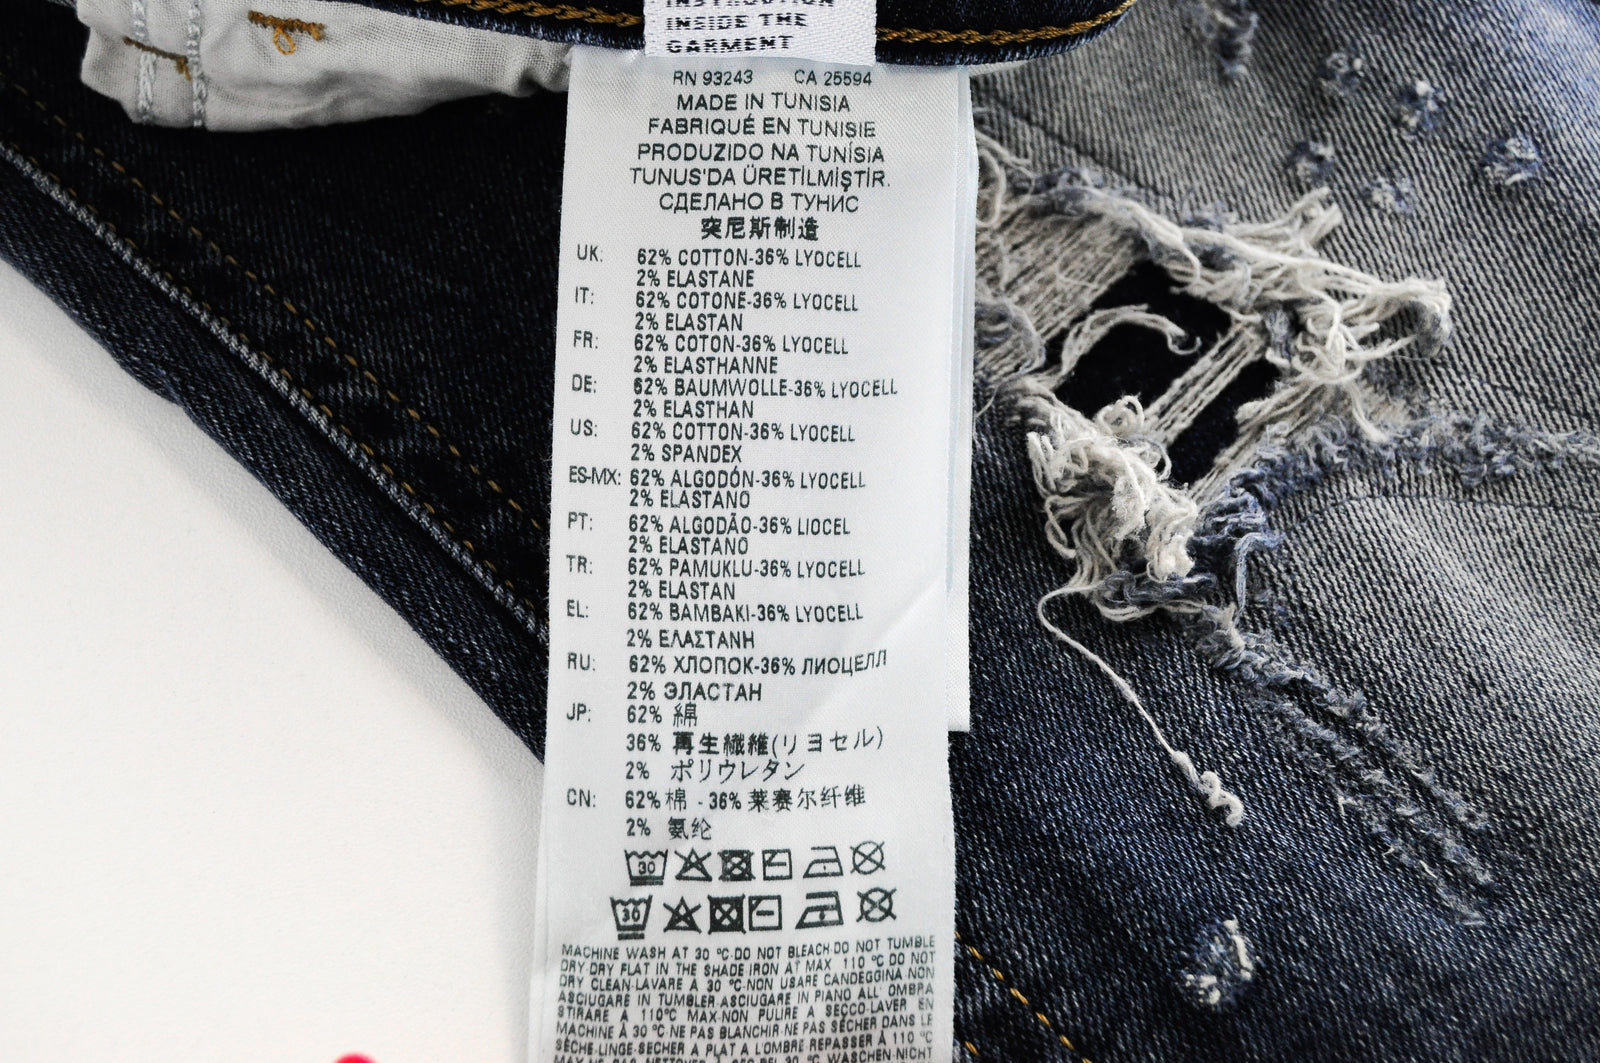 INSTRUCTION
INSIDE THE
GARMENT
RN 93243 CA 25594
MADE IN TUNISIA
FABRIQUÉ EN TUNISIE
PRODUZIDO NA TUNÍSIA
TUNUS'DA ÜRETİLMİŞTİR.
СДЕЛАНО В ТУНИС
突尼斯制造
UK: 62% COTTON-36% LYOCELL
2% ELASTANE
IT: 62% COTONE-36% LYOCELL
2% ELASTAN
FR: 62% COTON-36% LYOCELL
2% ELASTHANNE
DE: 62% BAUMWOLLE-36% LYOCELL
2% ELASTHAN
US: 62% COTTON-36% LYOCELL
2% SPANDEX
ES-MX: 62% ALGODÓN-36% LYOCELL
2% ELASTANO
PT: 62% ALGODÃO-36% LIOCEL
2% ELASTANO
TR: 62% PAMUKLU-36% LYOCELL
2% ELASTAN
EL: 62% BAMBAKI-36% LYOCELL
2% ΕΛΑΣΤΑΝΗ
RU: 62% ХЛОПОК-36% ЛИОЦЕЛЛ
2% ЭЛАСТАН
JP: 62% 綿
36% 再生繊維(リヨセル)
2% ポリウレタン
CN: 62% 棉 - 36% 莱赛尔纤维
2% 氨纶
30
30
MACHINE WASH AT 30 °C-DO NOT BLEACH-DO NOT TUMBLE
DRY-DRY FLAT IN THE SHADE IRON AT MAX 110 °C DO NOT
DRY CLEAN-LAVARE A 30 °C-NON USARE CANDEGGINA NON
ASCIUGARE IN TUMBLER-ASCIUGARE IN PIANO ALL' OMBRA
STIRARE A 110°C MAX-NON PULIRE A SECCO-LAVER EN
MACHINE À 30 °C-NE PAS BLANCHIR-NE PAS SÉCHER DANS LE
SÈCHE-LINGE-SECHER A PLAT A L'OMBRE REPASSER À 110 °C
30 °C WASCHEN-NICHT